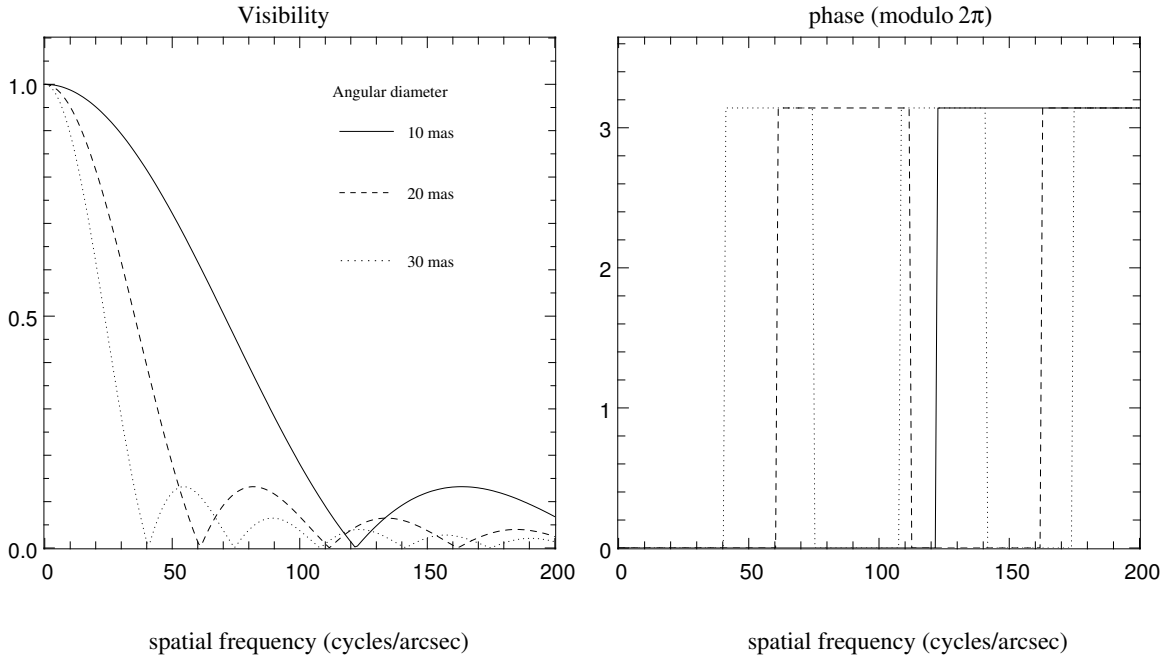 Visibility
1.0
0.5
0.0
0 50 100 150 200
spatial frequency (cycles/arcsec)
Angular diameter
10 mas
20 mas
30 mas
phase (modulo 2π)
3
2
1
0
0 50 100 150 200
spatial frequency (cycles/arcsec)